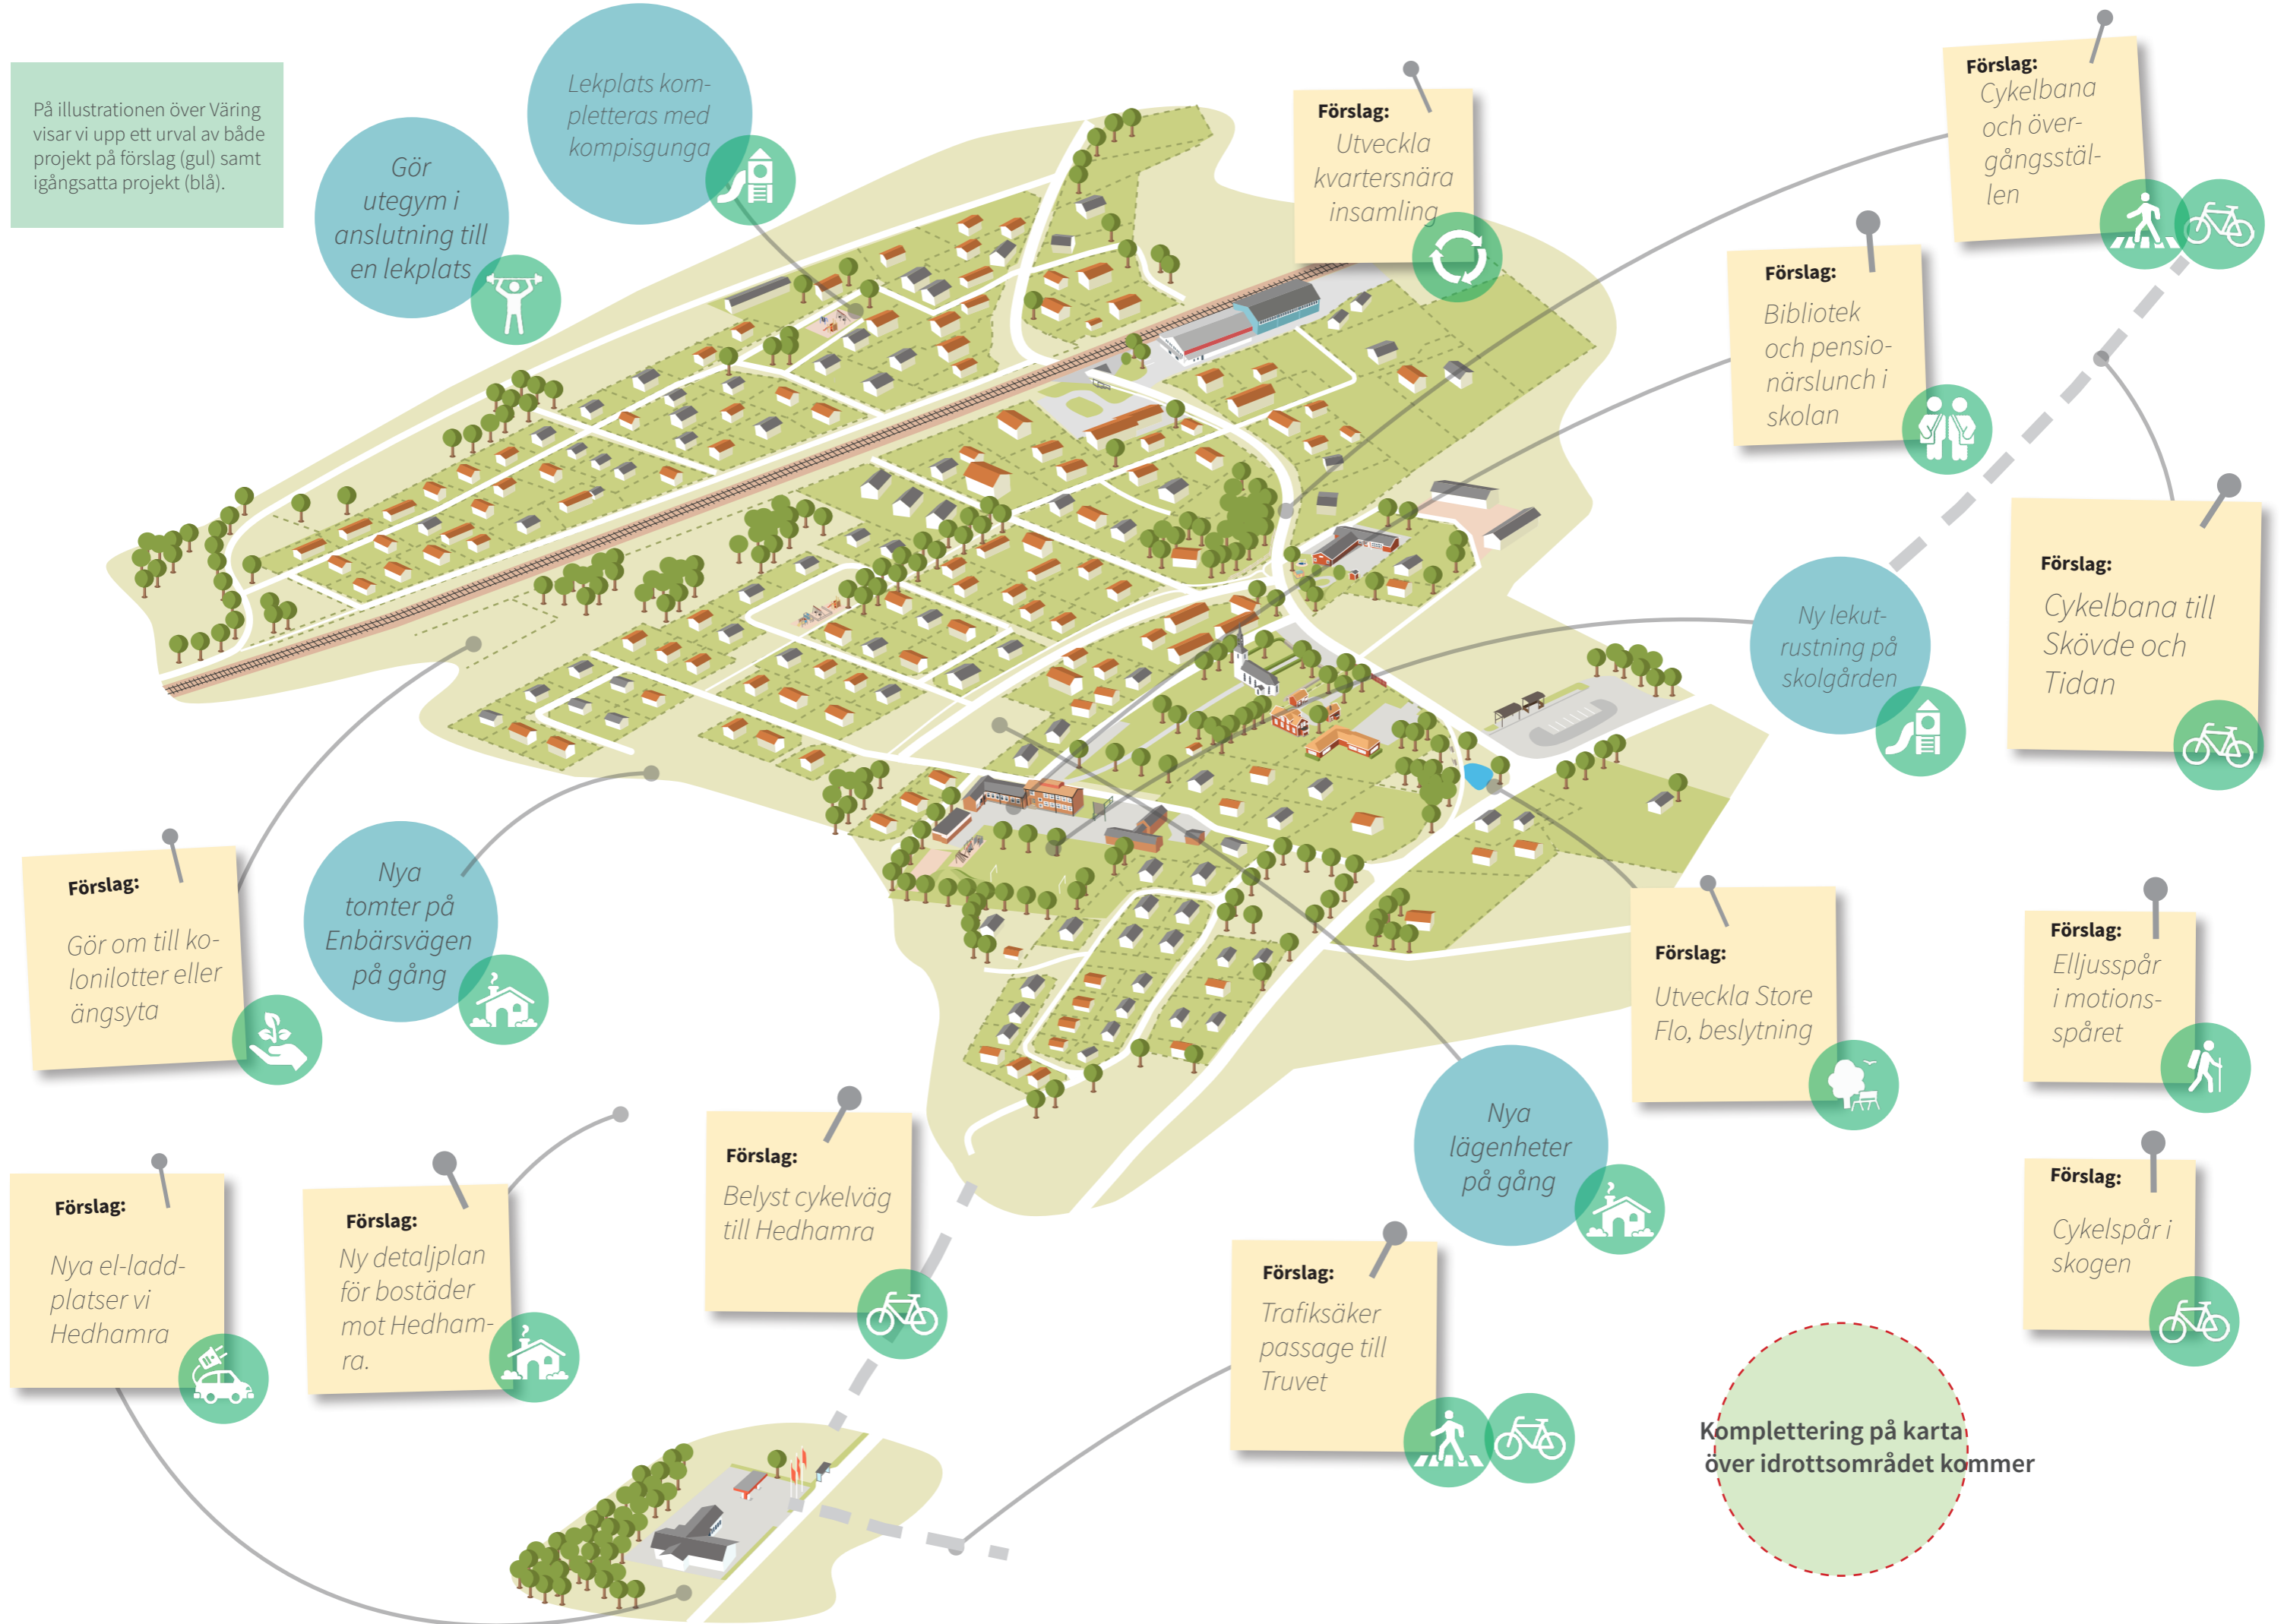 På illustrationen över Väring
visar vi upp ett urval av både
projekt på förslag (gul) samt
igångsatta projekt (blå).
Gör
utegym i
anslutning till
en lekplats
Lekplats kom-
pletteras med
kompisgunga
Förslag:
Utveckla
kvartersnära
insamling
Förslag:
Cykelbana
och över-
gångsstäl-
len
Förslag:
Bibliotek
och pensio-
närslunch i
skolan
Förslag:
Cykelbana till
Skövde och
Tidan
Ny lekut-
rustning på
skolgården
Förslag:
Gör om till ko-
lonilotter eller
ängsyta
Nya
tomter på
Enbärsvägen
på gång
Förslag:
Utveckla Store
Flo, beslytning
Förslag:
Elljusspår
i motions-
spåret
Förslag:
Nya el-ladd-
platser vi
Hedhamra
Förslag:
Ny detaljplan
för bostäder
mot Hedham-
ra.
Förslag:
Belyst cykelväg
till Hedhamra
Nya
lägenheter
på gång
Förslag:
Trafiksäker
passage till
Truvet
Förslag:
Cykelspår i
skogen
Komplettering på karta
över idrottsområdet kommer